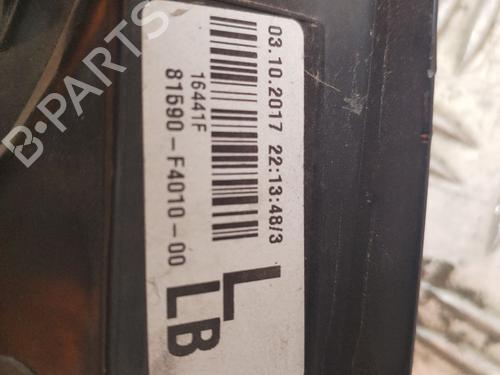 03.10.2017 22:13:48/3
16441F
81590-F4010-00
L
LB
B-PARTS